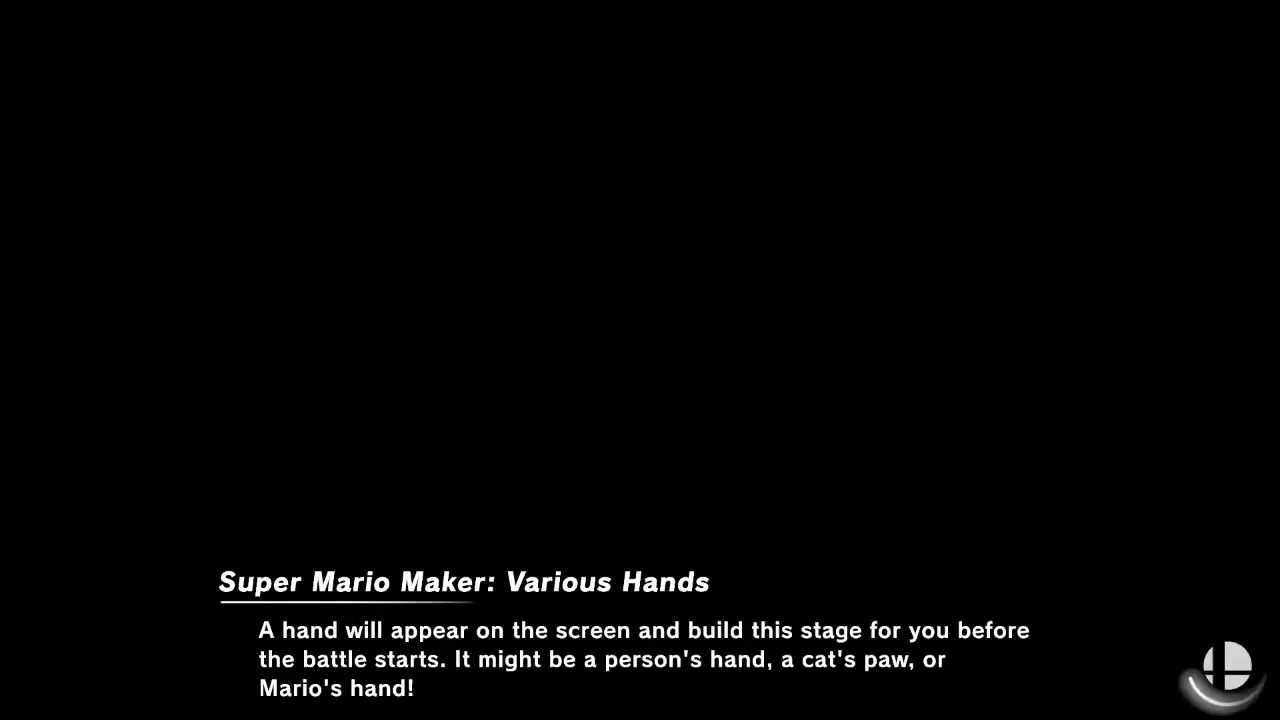 Super Mario Maker: Various Hands
A hand will appear on the screen and build this stage for you before
the battle starts. It might be a person's hand, a cat's paw, or
Mario's hand!